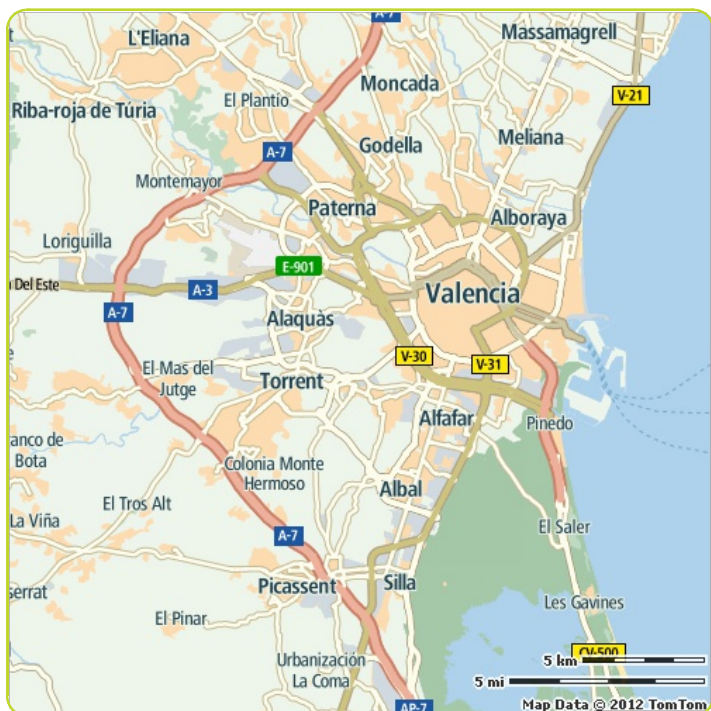 A-7
Massamagrell
L'Eliana
Moncada
El Plantío
V-21
Riba-roja de Túria
Meliana
Godella
A-7
Montemayor
Paterna
Alboraya
Loriguilla
E-901
Del Este
A-3
Valencia
A-7
Alaquàs
V-30
V-31
El Mas del
Jutge
Torrent
Alfafar
Pinedo
anco de
Bota
Colonia Monte
Hermoso
Albal
El Tros Alt
La Viña
El Saler
A-7
Picassent
Silla
serrat
Les Gavines
El Pinar
CV-500
Urbanización
La Coma
5 km
5 mi
AP-7
Map Data © 2012 TomTom